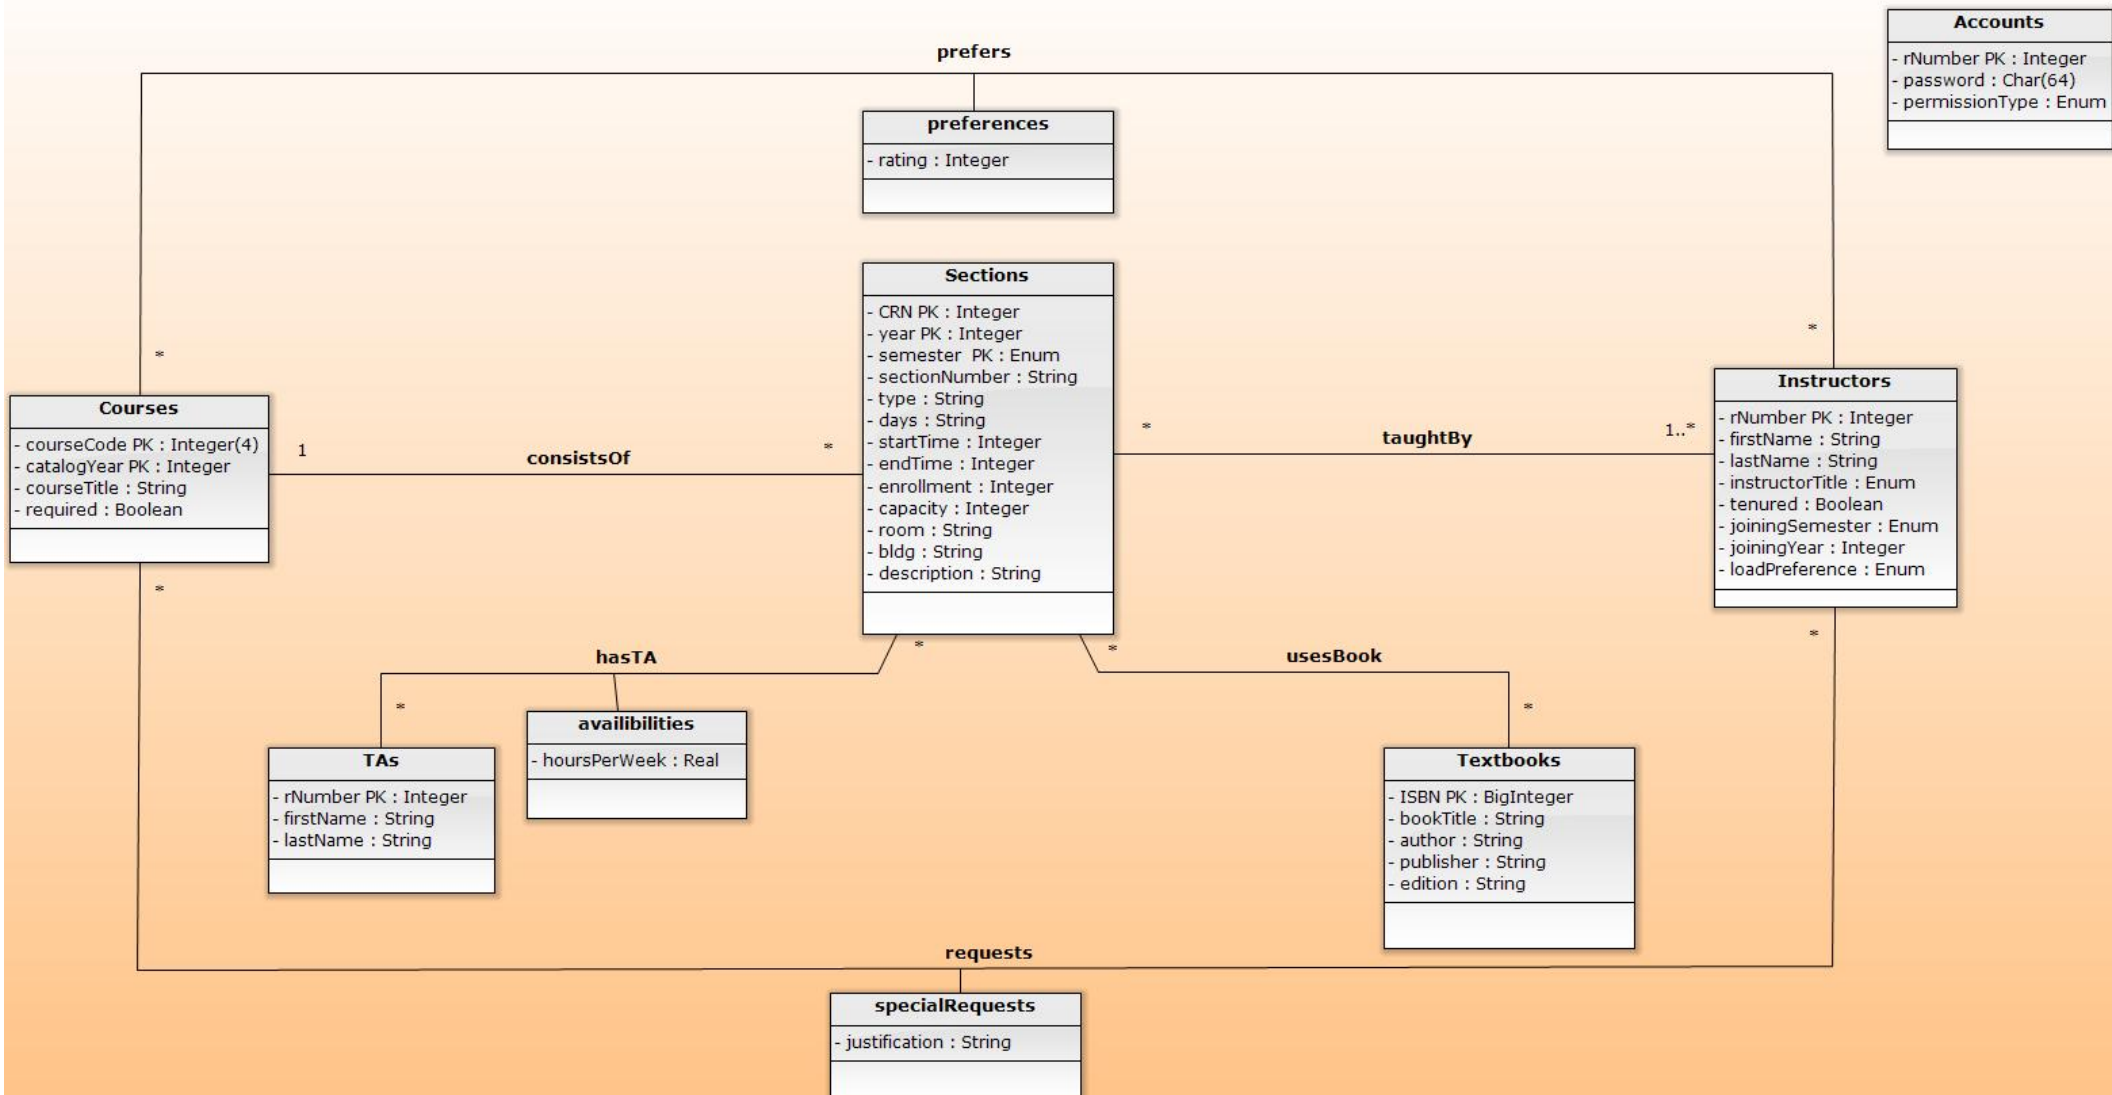 Accounts
- rNumber PK : Integer
- password : Char(64)
- permissionType : Enum
prefers
preferences
- rating : Integer
Sections
- CRN PK : Integer
- year PK : Integer
- semester  PK : Enum
- sectionNumber : String
- type : String
- days : String
- startTime : Integer
- endTime : Integer
- enrollment : Integer
- capacity : Integer
- room : String
- bldg : String
- description : String
*
*
Courses
- courseCode PK : Integer(4)
- catalogYear PK : Integer
- courseTitle : String
- required : Boolean
1
consistsOf
*
*
taughtBy
1..*
Instructors
- rNumber PK : Integer
- firstName : String
- lastName : String
- instructorTitle : Enum
- tenured : Boolean
- joiningSemester : Enum
- joiningYear : Integer
- loadPreference : Enum
*
*
hasTA
*
*
usesBook
*
*
availibilities
- hoursPerWeek : Real
TAs
- rNumber PK : Integer
- firstName : String
- lastName : String
Textbooks
- ISBN PK : BigInteger
- bookTitle : String
- author : String
- publisher : String
- edition : String
requests
specialRequests
- justification : String